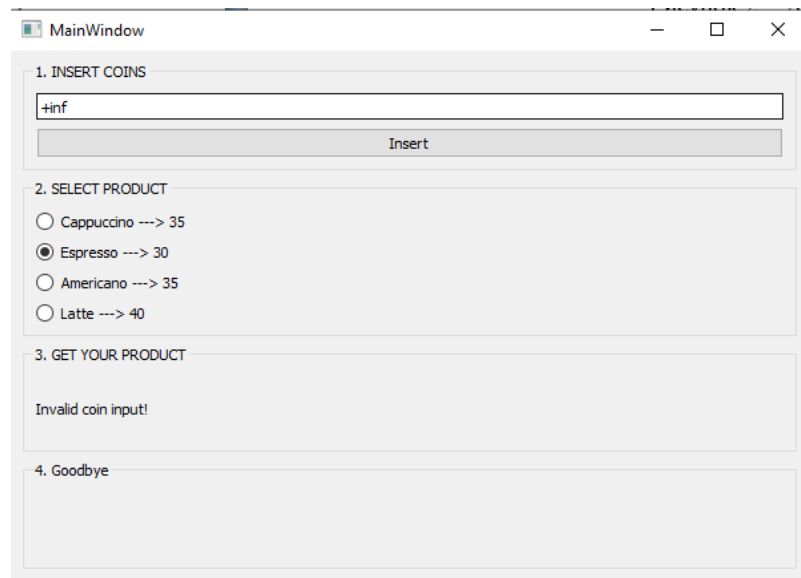 MainWindow
1. INSERT COINS
+inf
Insert
2. SELECT PRODUCT
Cappuccino ---> 35
Espresso ---> 30
Americano ---> 35
Latte ---> 40
3. GET YOUR PRODUCT
Invalid coin input!
4. Goodbye